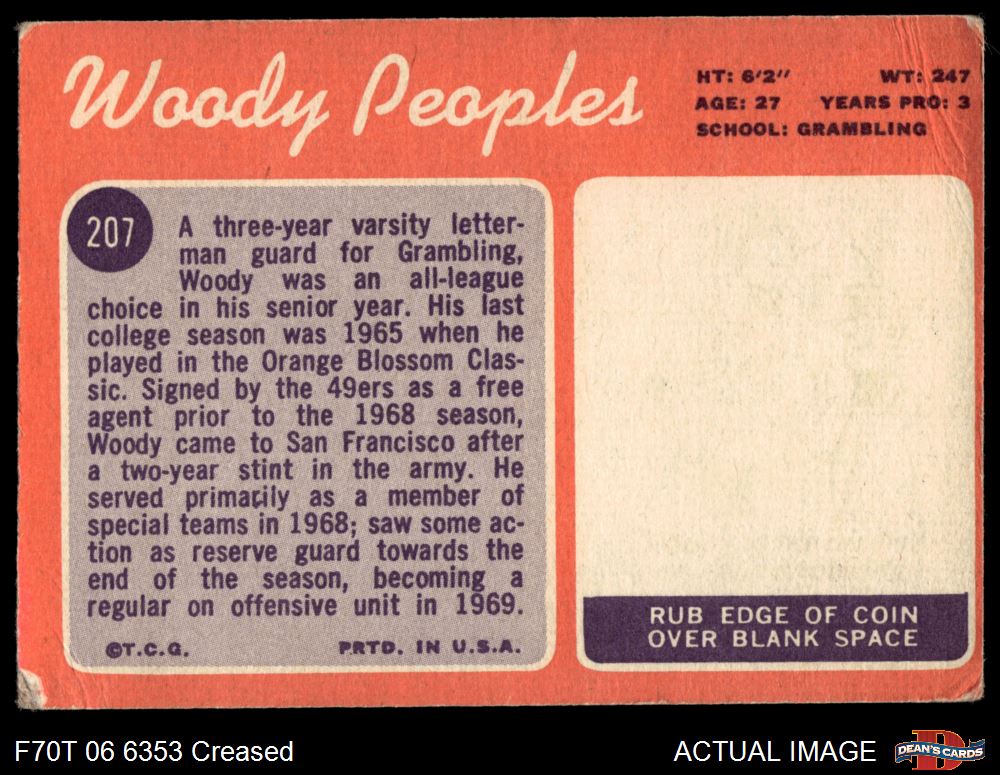 Woody Peoples
HT: 6'2" WT: 247
AGE: 27 YEARS PRO: 3
SCHOOL: GRAMBLING
207
A three-year varsity letter-
man guard for Grambling,
Woody was an all-league
choice in his senior year. His last
college season was 1965 when he
played in the Orange Blossom Clas-
sic. Signed by the 49ers as a free
agent prior to the 1968 season,
Woody came to San Francisco after
a two-year stint in the army. He
served primarily as a member of
special teams in 1968; saw some ac-
tion as reserve guard towards the
end of the season, becoming a
regular on offensive unit in 1969.
©T.C.G. PRTD. IN U.S.A.
RUB EDGE OF COIN
OVER BLANK SPACE
F70T 06 6353 Creased
ACTUAL IMAGE
D
DEAN'S CARDS